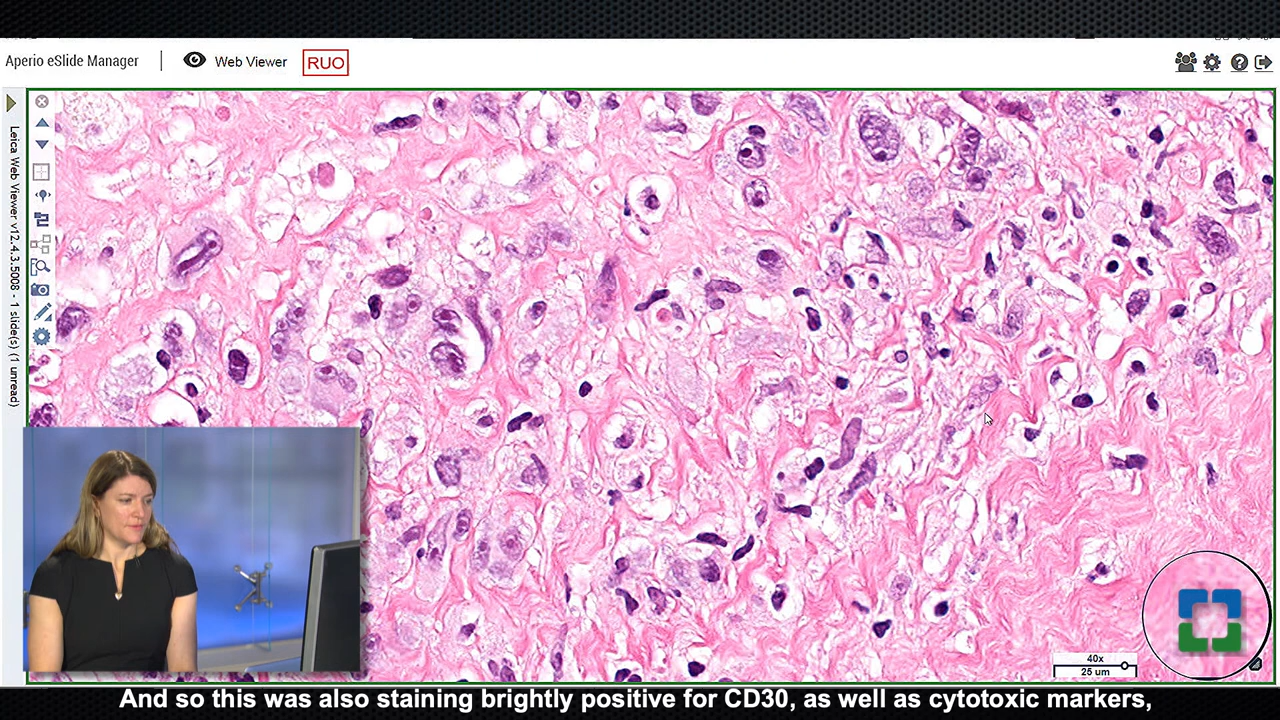 Aperio eSlide Manager
Web Viewer
RUO
Leica Web Viewer v12.4.3.5008 - 1 slide(s) (1 unread)
40x
25 um
And so this was also staining brightly positive for CD30, as well as cytotoxic markers,